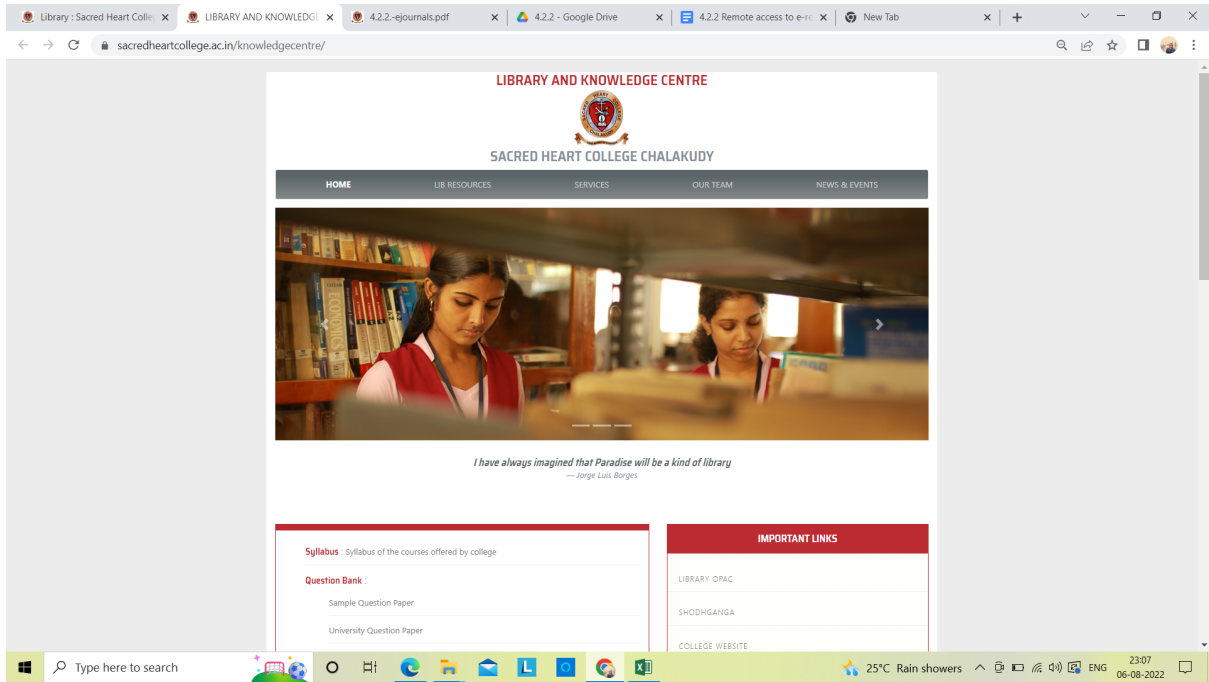 Library : Sacred Heart Colle
LIBRARY AND KNOWLEDGE
4.2.2.-ejournals.pdf
4.2.2 - Google Drive
4.2.2 Remote access to e-re
New Tab
sacredheartcollege.ac.in/knowledgecentre/
LIBRARY AND KNOWLEDGE CENTRE
SACRED HEART COLLEGE CHALAKUDY
HOME LIB RESOURCES SERVICES OUR TEAM NEWS & EVENTS
ECONOMICS
I have always imagined that Paradise will be a kind of library
— Jorge Luis Borges
Syllabus : Syllabus of the courses offered by college
Question Bank :
Sample Question Paper
University Question Paper
IMPORTANT LINKS
LIBRARY OPAC
SHODHGANGA
COLLEGE WEBSITE
Type here to search
25°C Rain showers
ENG
23:07
06-08-2022